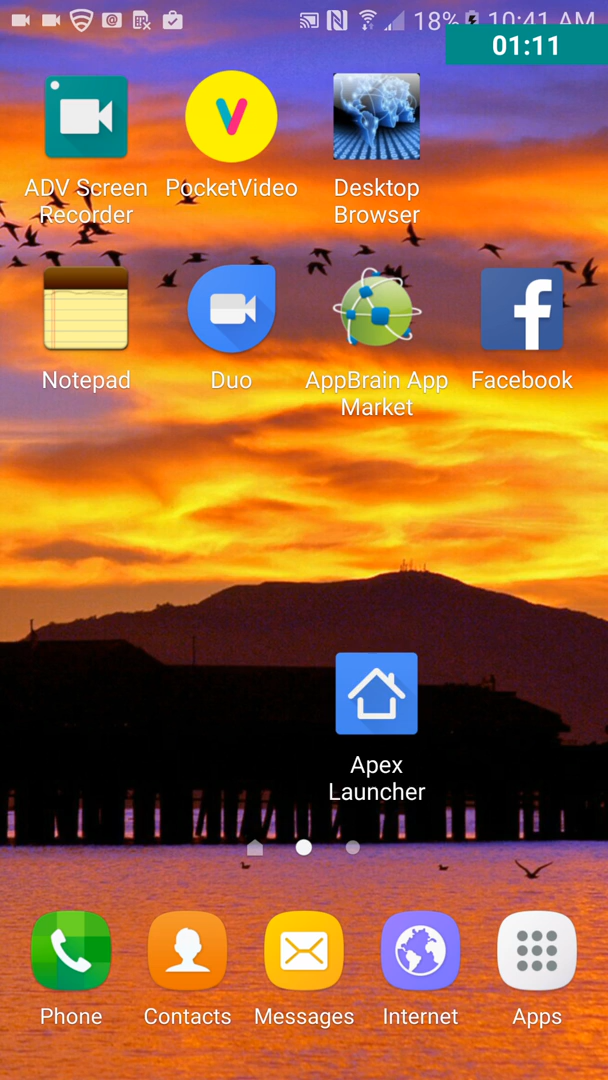 18% 10:41 AM
01:11
ADV Screen Recorder
PocketVideo
Desktop Browser
Notepad
Duo
AppBrain App Market
Facebook
Apex Launcher
Phone
Contacts
Messages
Internet
Apps